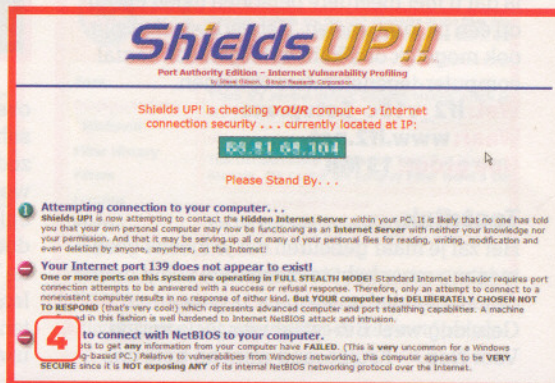 Shields UP!!
Port Authority Edition – Internet Vulnerability Profiling
by Steve Gibson, Gibson Research Corporation.
Shields UP! is checking YOUR computer's Internet
connection security . . . currently located at IP:
Please Stand By. . .
Attempting connection to your computer. . .
Shields UP! is now attempting to contact the Hidden Internet Server within your PC. It is likely that no one has told
you that your own personal computer may now be functioning as an Internet Server with neither your knowledge nor
your permission. And that it may be serving up all or many of your personal files for reading, writing, modification and
even deletion by anyone, anywhere, on the Internet!
Your Internet port 139 does not appear to exist!
One or more ports on this system are operating in FULL STEALTH MODE! Standard Internet behavior requires port
connection attempts to be answered with a success or refusal response. Therefore, only an attempt to connect to a
nonexistent computer results in no response of either kind. But YOUR computer has DELIBERATELY CHOSEN NOT
TO RESPOND (that's very cool!) which represents advanced computer and port stealthing capabilities. A machine
in this fashion is well hardened to Internet NetBIOS attack and intrusion.
4
to connect with NetBIOS to your computer.
to get any information from your computer have FAILED. (This is very uncommon for a Windows
-based PC.) Relative to vulnerabilities from Windows networking, this computer appears to be VERY
SECURE since it is NOT exposing ANY of its internal NetBIOS networking protocol over the Internet.